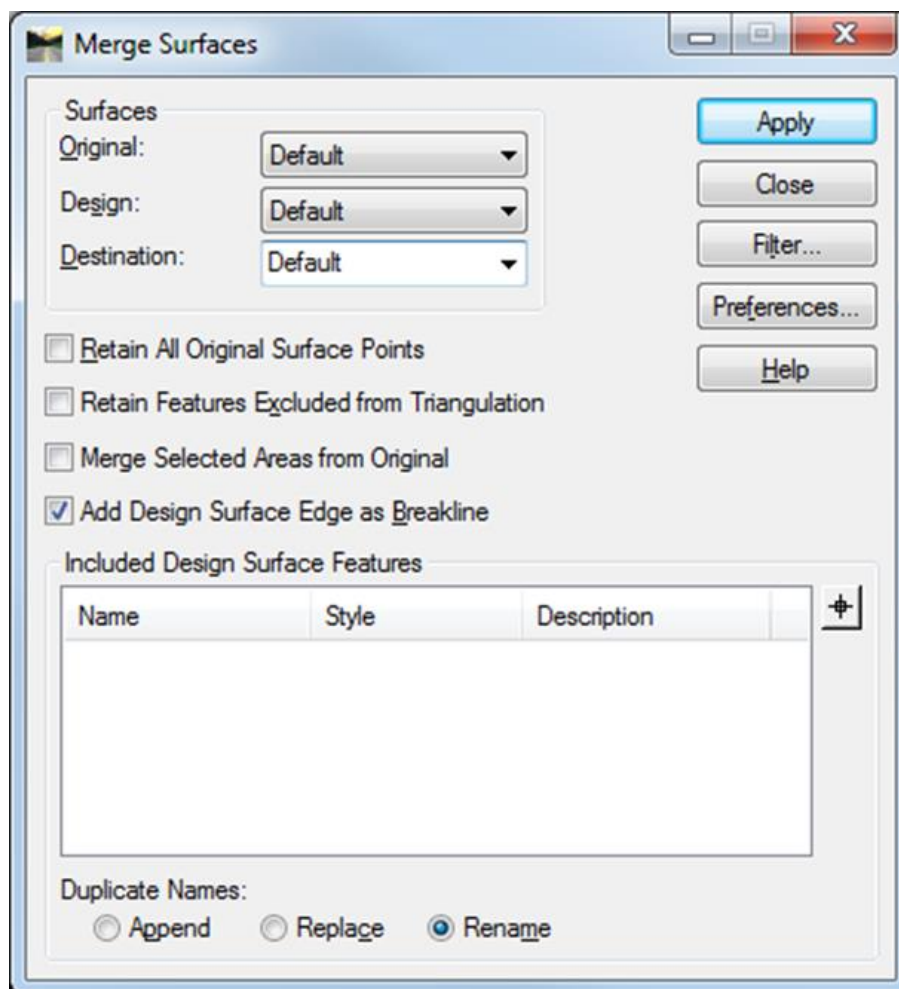 Merge Surfaces
Surfaces
Original: Default
Design: Default
Destination: Default
Apply
Close
Filter...
Preferences...
Help
Retain All Original Surface Points
Retain Features Excluded from Triangulation
Merge Selected Areas from Original
Add Design Surface Edge as Breakline
Included Design Surface Features
Name Style Description
Duplicate Names:
Append Replace Rename